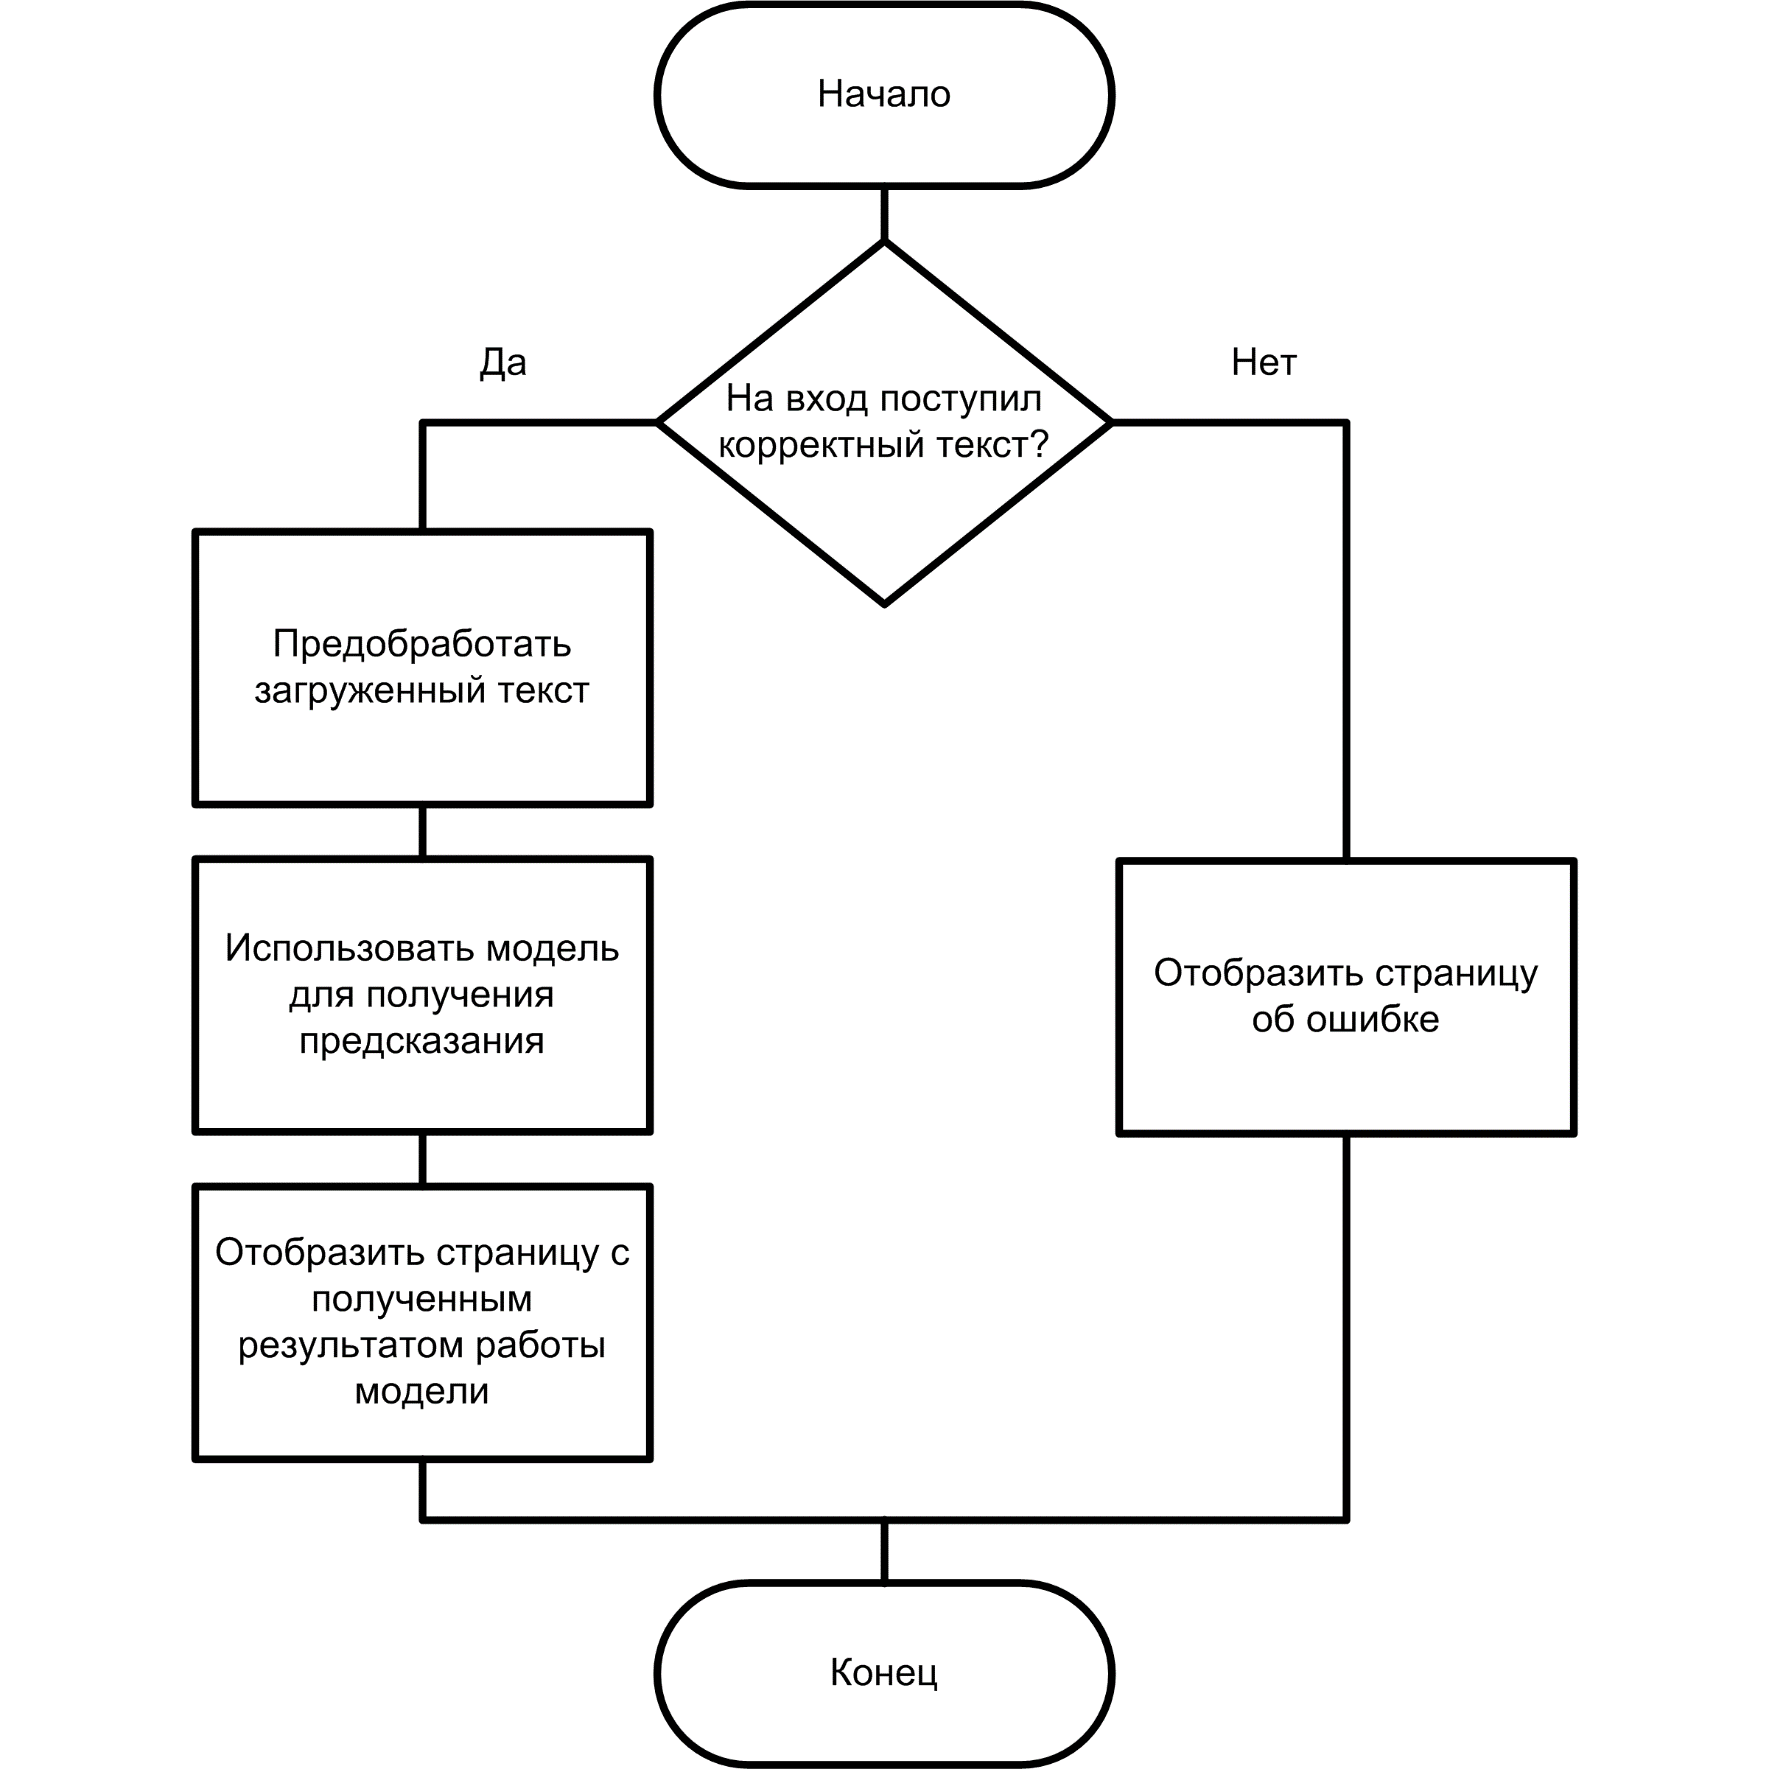 Начало
Да
Нет
На вход поступил
корректный текст?
Предобработать
загруженный текст
Использовать модель
для получения
предсказания
Отобразить страницу
об ошибке
Отобразить страницу с
полученным
результатом работы
модели
Конец